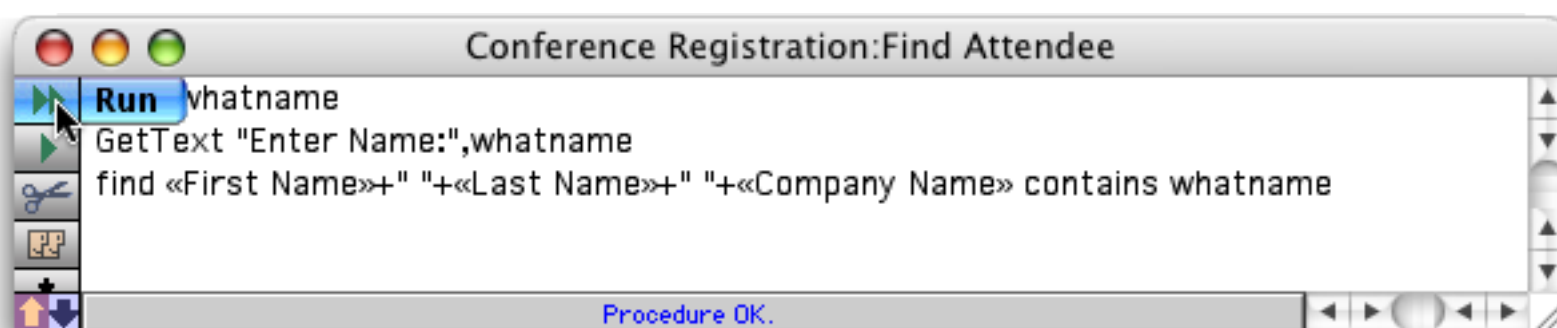 Conference Registration:Find Attendee
Run whatname
GetText "Enter Name:",whatname
find «First Name»+" "+«Last Name»+" "+«Company Name» contains whatname
Procedure OK.